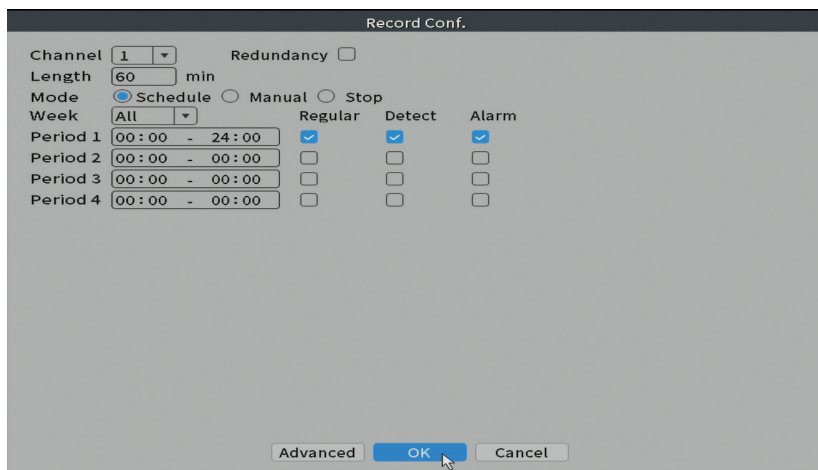 Record Conf.
Channel 1 Redundancy
Length 60 min
Mode Schedule Manual Stop
Week All Regular Detect Alarm
Period 1 00:00 - 24:00
Period 2 00:00 - 00:00
Period 3 00:00 - 00:00
Period 4 00:00 - 00:00
Advanced OK Cancel